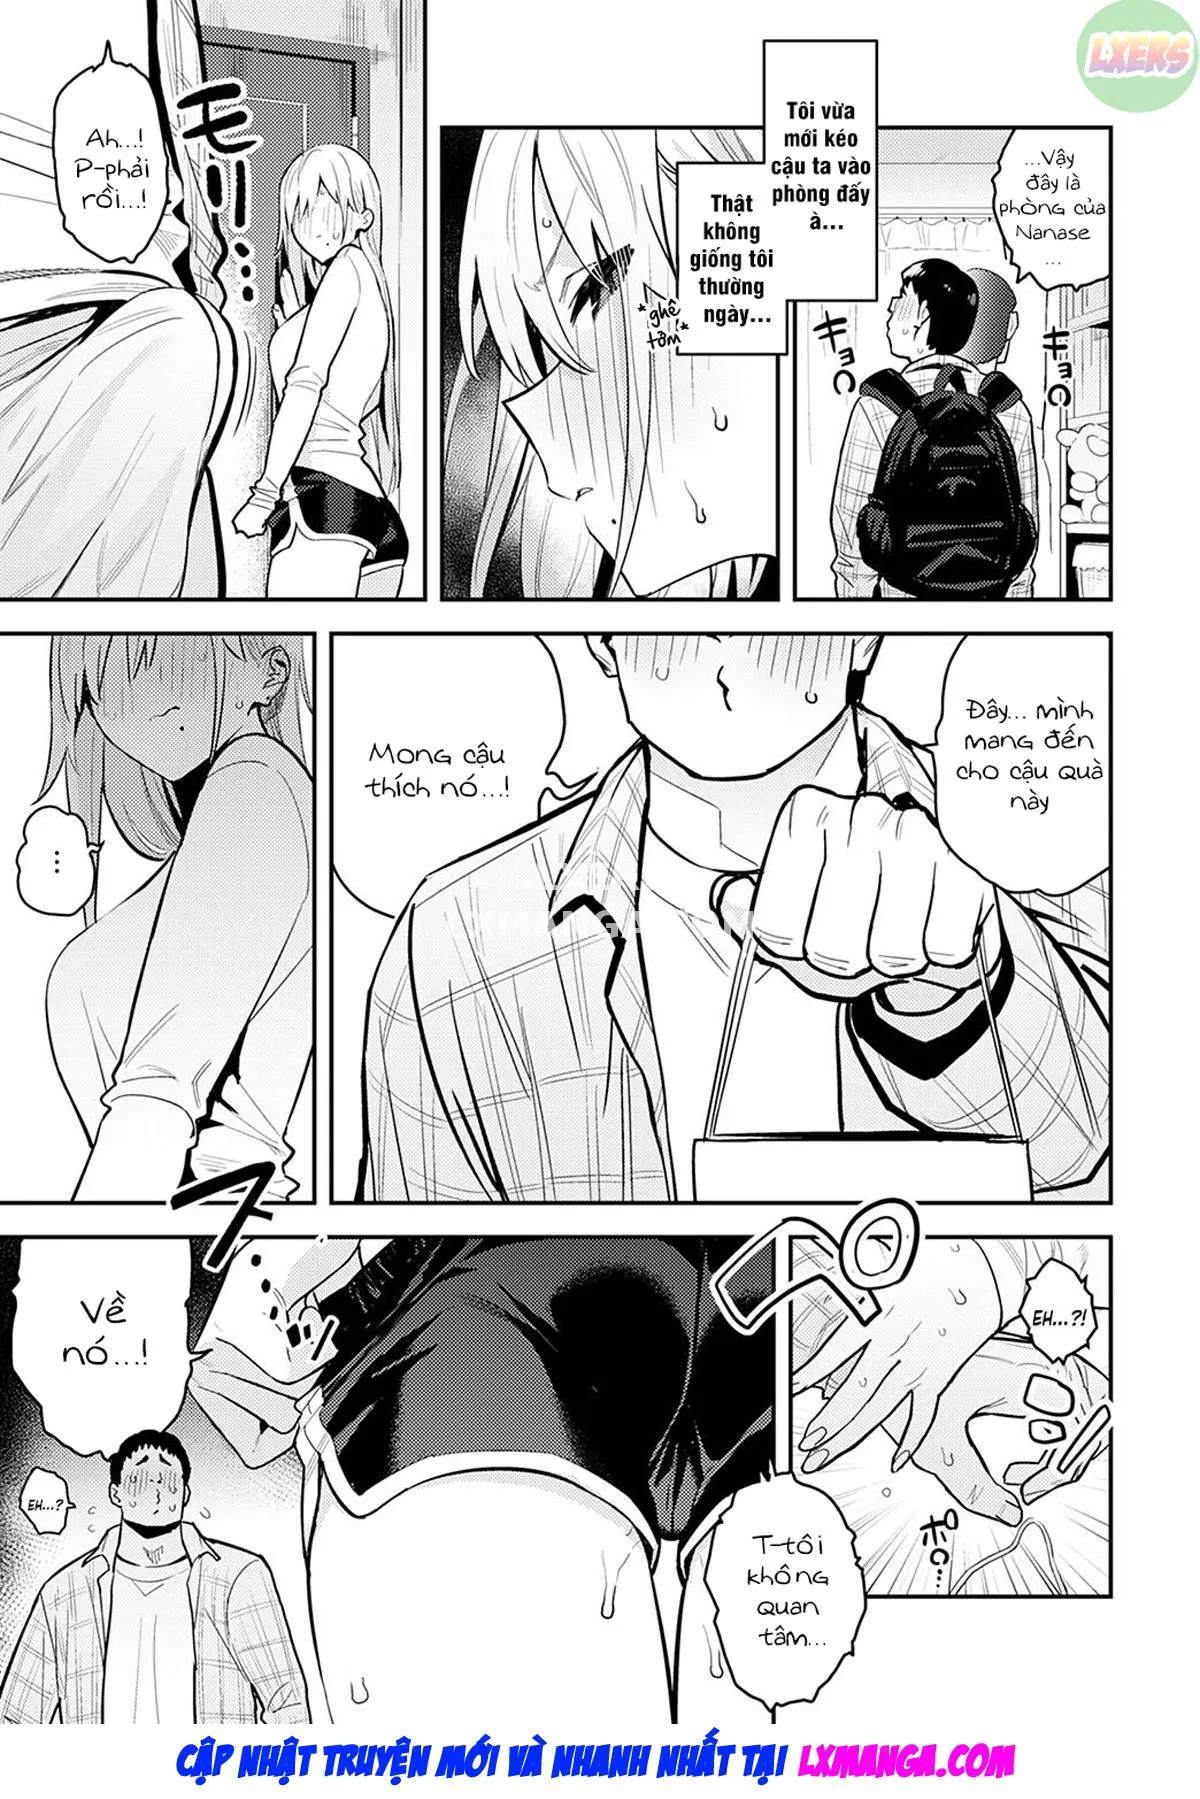 LXERS
...Vậy
đây là
phòng của
Nanase
...
キョロ
キョロ
Tôi vừa
mới kéo
cậu ta vào
phòng đấy
à...
Thật
không
giống tôi
thường
ngày...
*ghê
tởm*
Ah...!
P-phải
rồi...!
モジ...
Đây... mình
mang đến
cho cậu quà
này
Mong cậu
thích nó...!
...
LXMANGA.COM
EH...?!
T-tôi
không
quan
tâm...
Về
nó...!
EH...?
CẬP NHẬT TRUYỆN MỚI VÀ NHANH NHẤT TẠI LXMANGA.COM